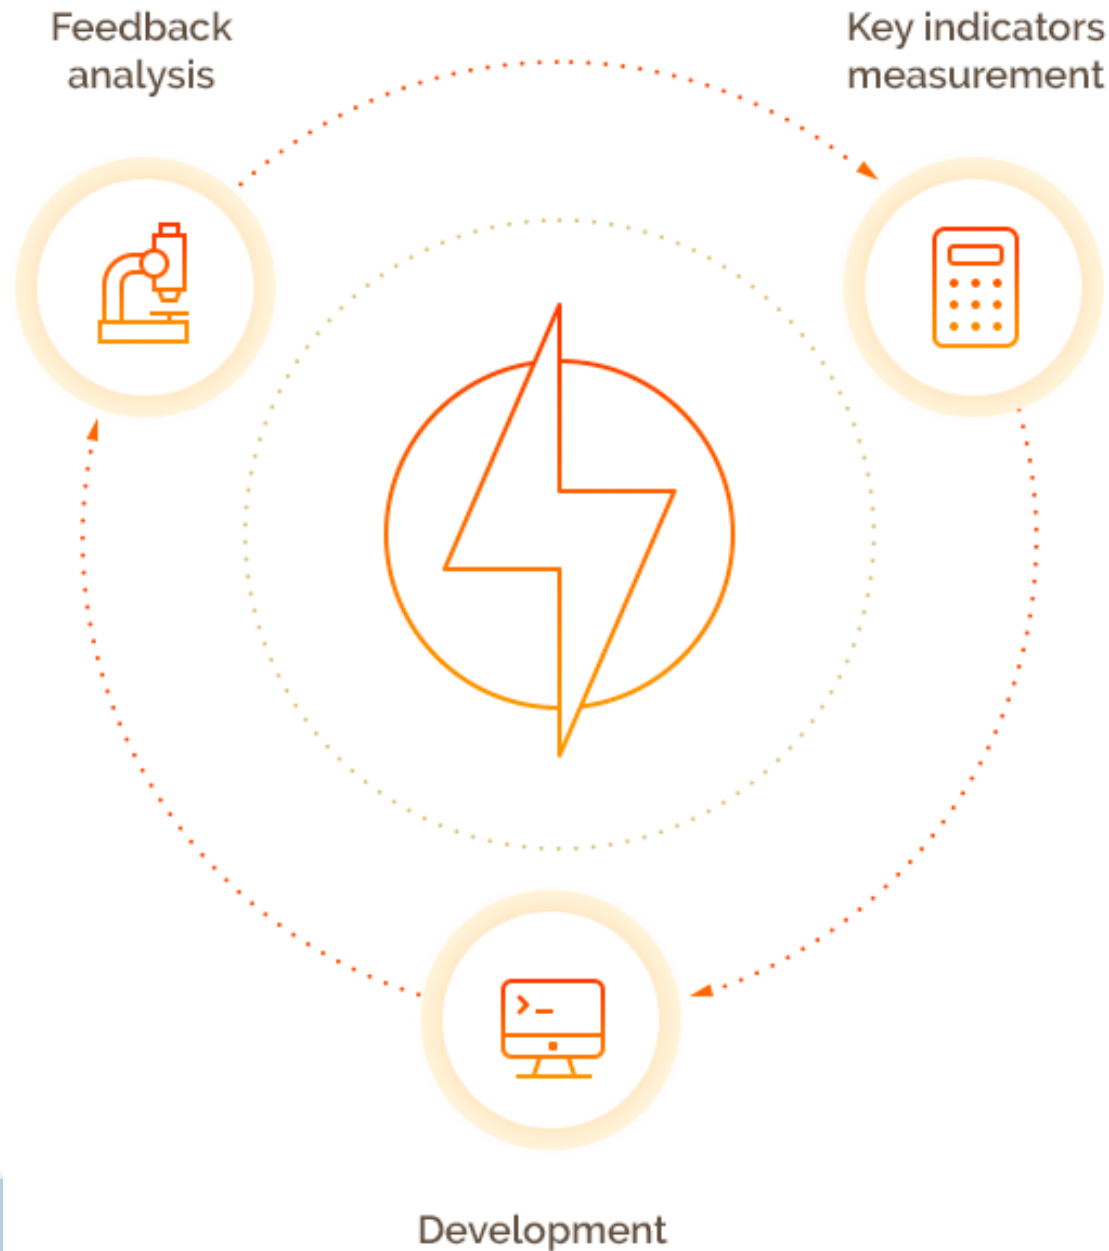 Feedback
analysis
Key indicators
measurement
>_
Development